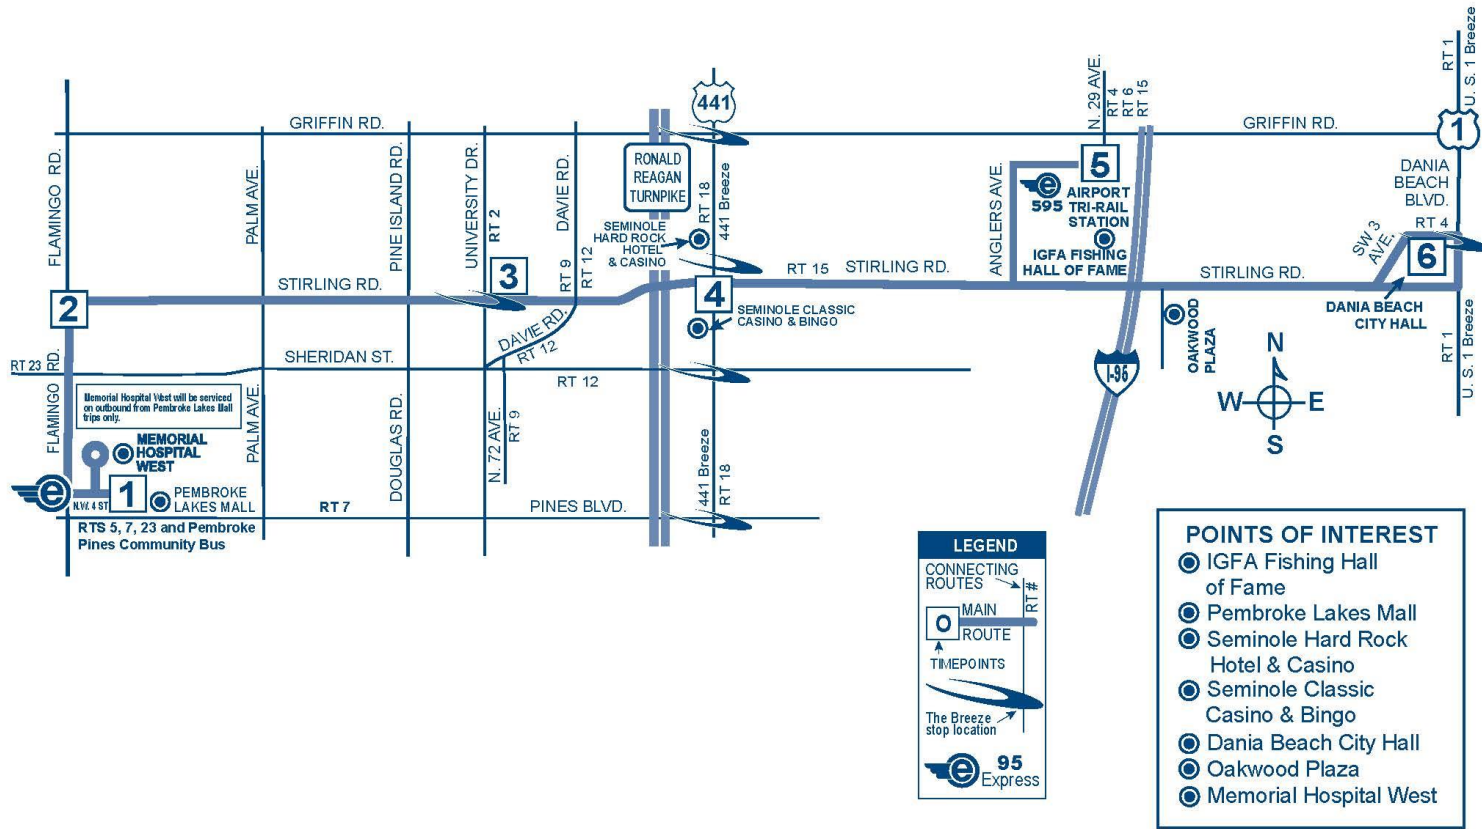 RT 1
U. S. 1 Breeze
441
N. 29 AVE.
RT 4
RT 6
RT 15
GRIFFIN RD.
GRIFFIN RD.
1
FLAMINGO RD.
PALM AVE.
PINE ISLAND RD.
UNIVERSITY DR.
RT 2
DAVIE RD.
RT 9
RT 12
RONALD
REAGAN
TURNPIKE
RT 18
441 Breeze
SEMINOLE
HARD ROCK
HOTEL
& CASINO
ANGLERS AVE.
5
595
AIRPORT
TRI-RAIL
STATION
IGFA FISHING
HALL OF FAME
DANIA
BEACH
BLVD.
RT 4
SW 3
AVE.
6
2
STIRLING RD.
3
4
RT 15
STIRLING RD.
STIRLING RD.
DANIA BEACH
CITY HALL
SEMINOLE CLASSIC
CASINO & BINGO
OAKWOOD
PLAZA
DAVIE RD.
RT 12
RT 23
FLAMINGO RD.
SHERIDAN ST.
RT 12
I-95
RT 1
U. S. 1 Breeze
N
W
E
S
Memorial Hospital West will be serviced
on outbound from Pembroke Lakes Mall
trips only.
PALM AVE.
DOUGLAS RD.
N. 72 AVE.
RT 9
441 Breeze
RT 18
MEMORIAL
HOSPITAL
WEST
e
N.W. 4 ST
1
PEMBROKE
LAKES MALL
RT 7
PINES BLVD.
RTS 5, 7, 23 and Pembroke
Pines Community Bus
LEGEND
CONNECTING
ROUTES
RT #
0
MAIN
ROUTE
TIMEPOINTS
The Breeze
stop location
e
95
Express
POINTS OF INTEREST
IGFA Fishing Hall
of Fame
Pembroke Lakes Mall
Seminole Hard Rock
Hotel & Casino
Seminole Classic
Casino & Bingo
Dania Beach City Hall
Oakwood Plaza
Memorial Hospital West